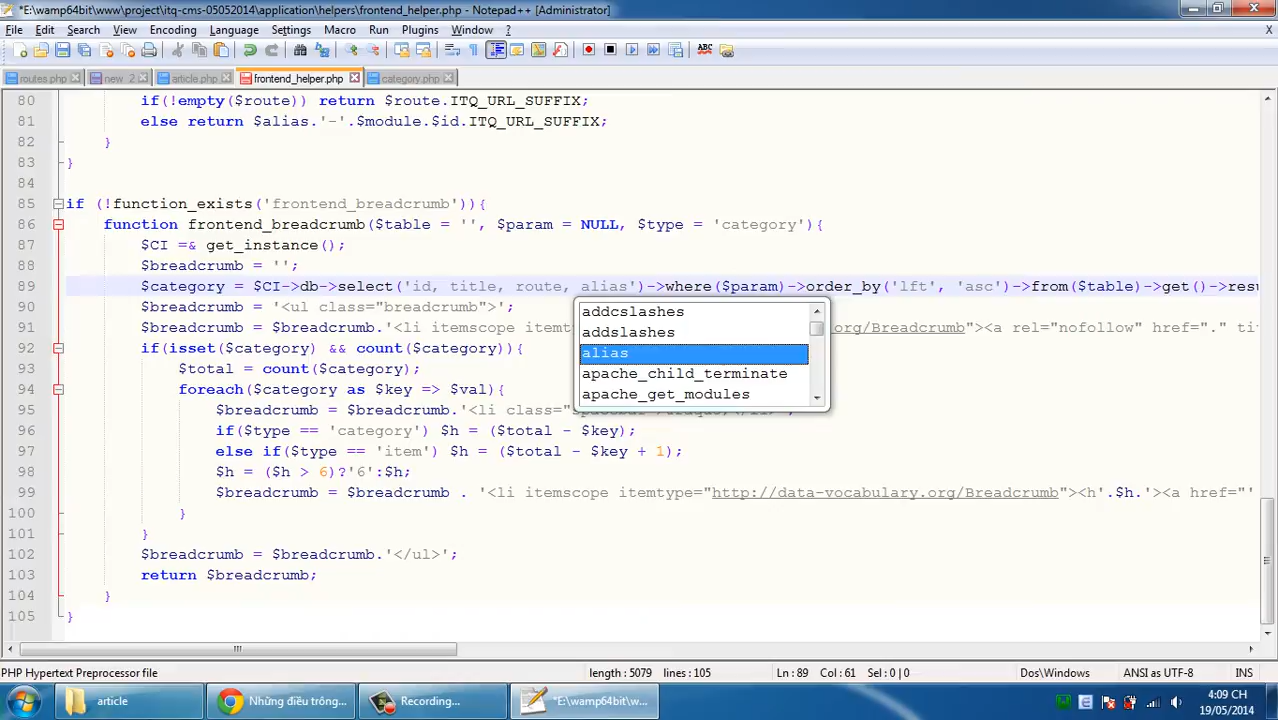 *E:\wamp64bit\www\project\itq-cms-05052014\application\helpers\frontend_helper.php - Notepad++ [Administrator]
File Edit Search View Encoding Language Settings Macro Run Plugins Window ? X
routes.php new 2 article.php frontend_helper.php category.php
80 if(!empty($route)) return $route.ITQ_URL_SUFFIX;
81 else return $alias.'-'.$module.$id.ITQ_URL_SUFFIX;
82 }
83 }
84
85 if (!function_exists('frontend_breadcrumb')){
86 function frontend_breadcrumb($table = '', $param = NULL, $type = 'category'){
87 $CI =& get_instance();
88 $breadcrumb = '';
89 $category = $CI->db->select('id, title, route, alias')->where($param)->order_by('lft', 'asc')->from($table)->get()->resu
90 $breadcrumb = '<ul class="breadcrumb">';
91 $breadcrumb = $breadcrumb.'<li itemscope itemt org/Breadcrumb"><a rel="nofollow" href="." tit
92 if(isset($category) && count($category)){
93 $total = count($category);
94 foreach($category as $key => $val){
95 $breadcrumb = $breadcrumb.'<li class="
96 if($type == 'category') $h = ($total - $key);
97 else if($type == 'item') $h = ($total - $key + 1);
98 $h = ($h > 6)?'6':$h;
99 $breadcrumb = $breadcrumb . '<li itemscope itemtype="http://data-vocabulary.org/Breadcrumb"><h'.$h.'><a href="'
100 }
101 }
102 $breadcrumb = $breadcrumb.'</ul>';
103 return $breadcrumb;
104 }
105 }
addcslashes
addslashes
alias
apache_child_terminate
apache_get_modules
PHP Hypertext Preprocessor file length : 5079 lines : 105 Ln : 89 Col : 61 Sel : 0 | 0 Dos\Windows ANSI as UTF-8 INS
article Những điều trông... Recording... *E:\wamp64bit\w... 4:09 CH
19/05/2014